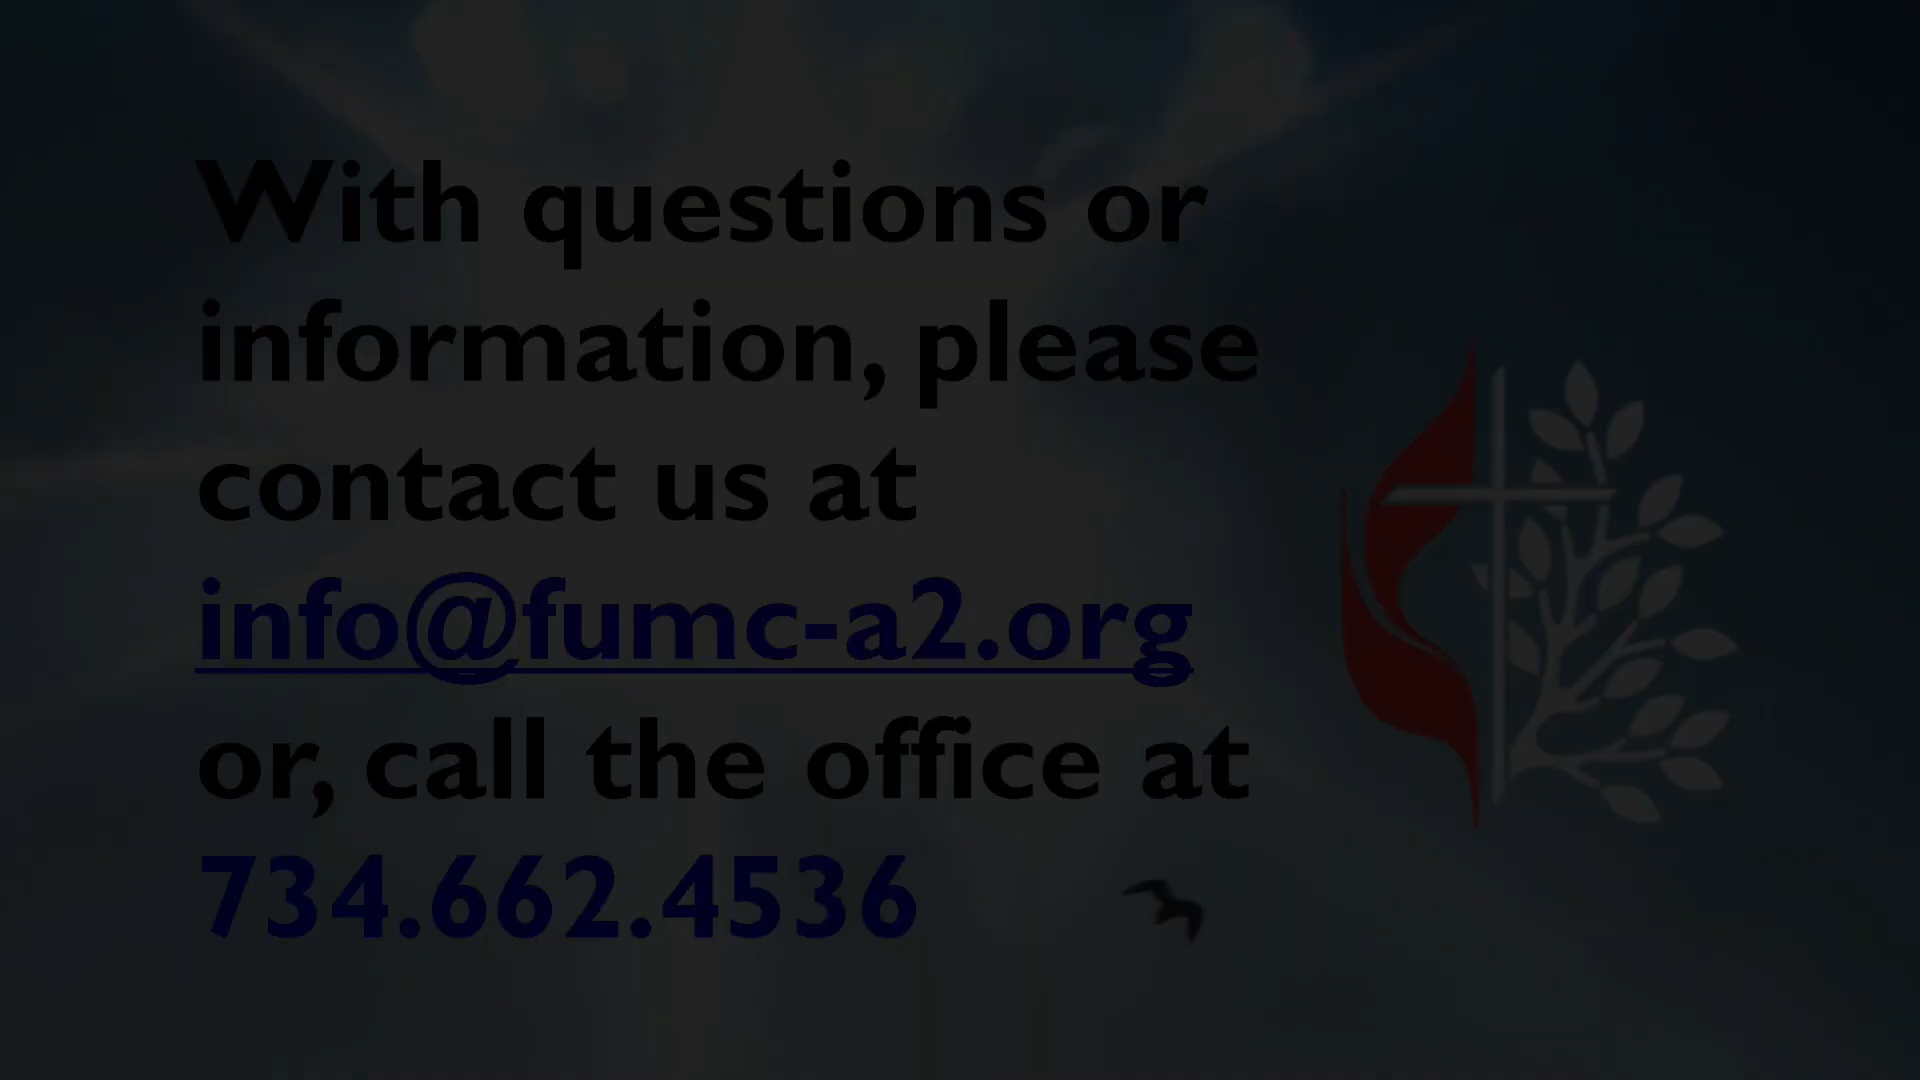 With questions or
information, please
contact us at
info@fumc-a2.org
or, call the office at
734.662.4536